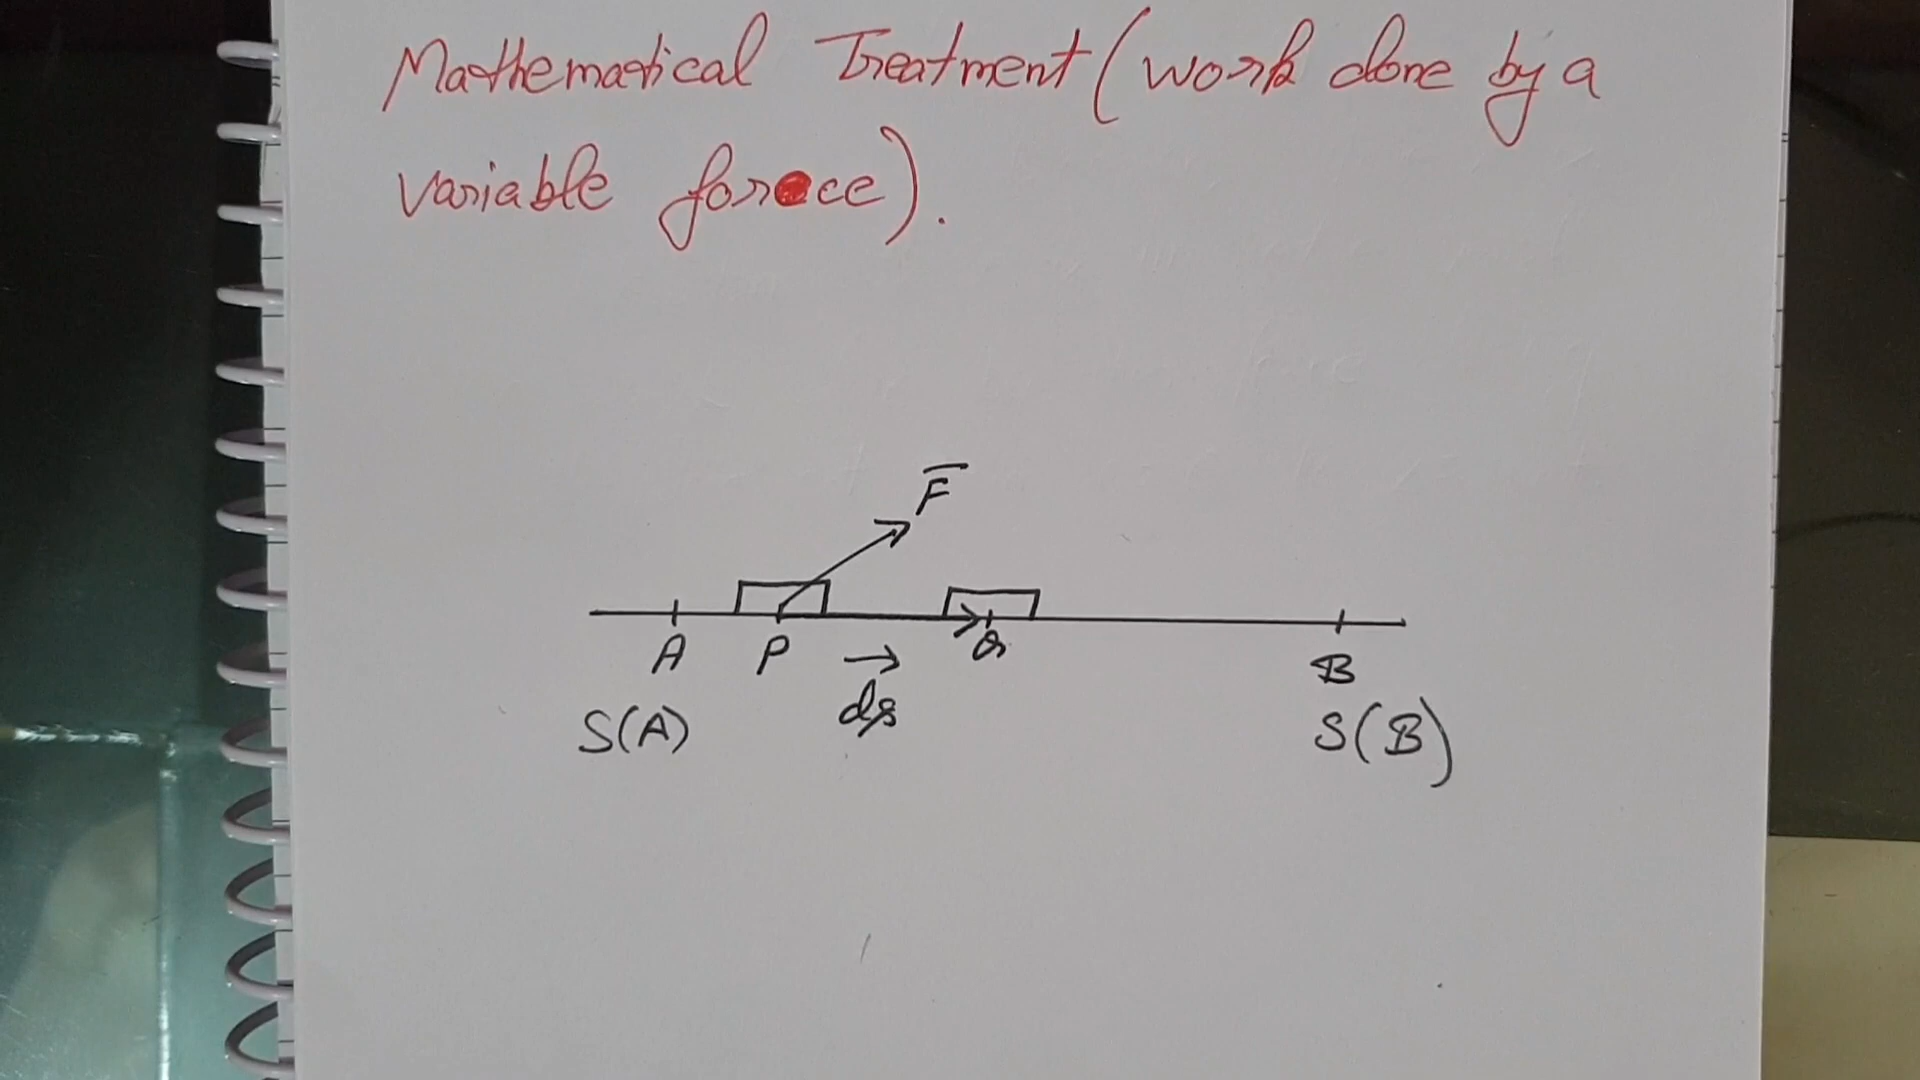 Mathematical Treatment (work done by a
variable force).
F
A P Q B
ds
S(A) S(B)